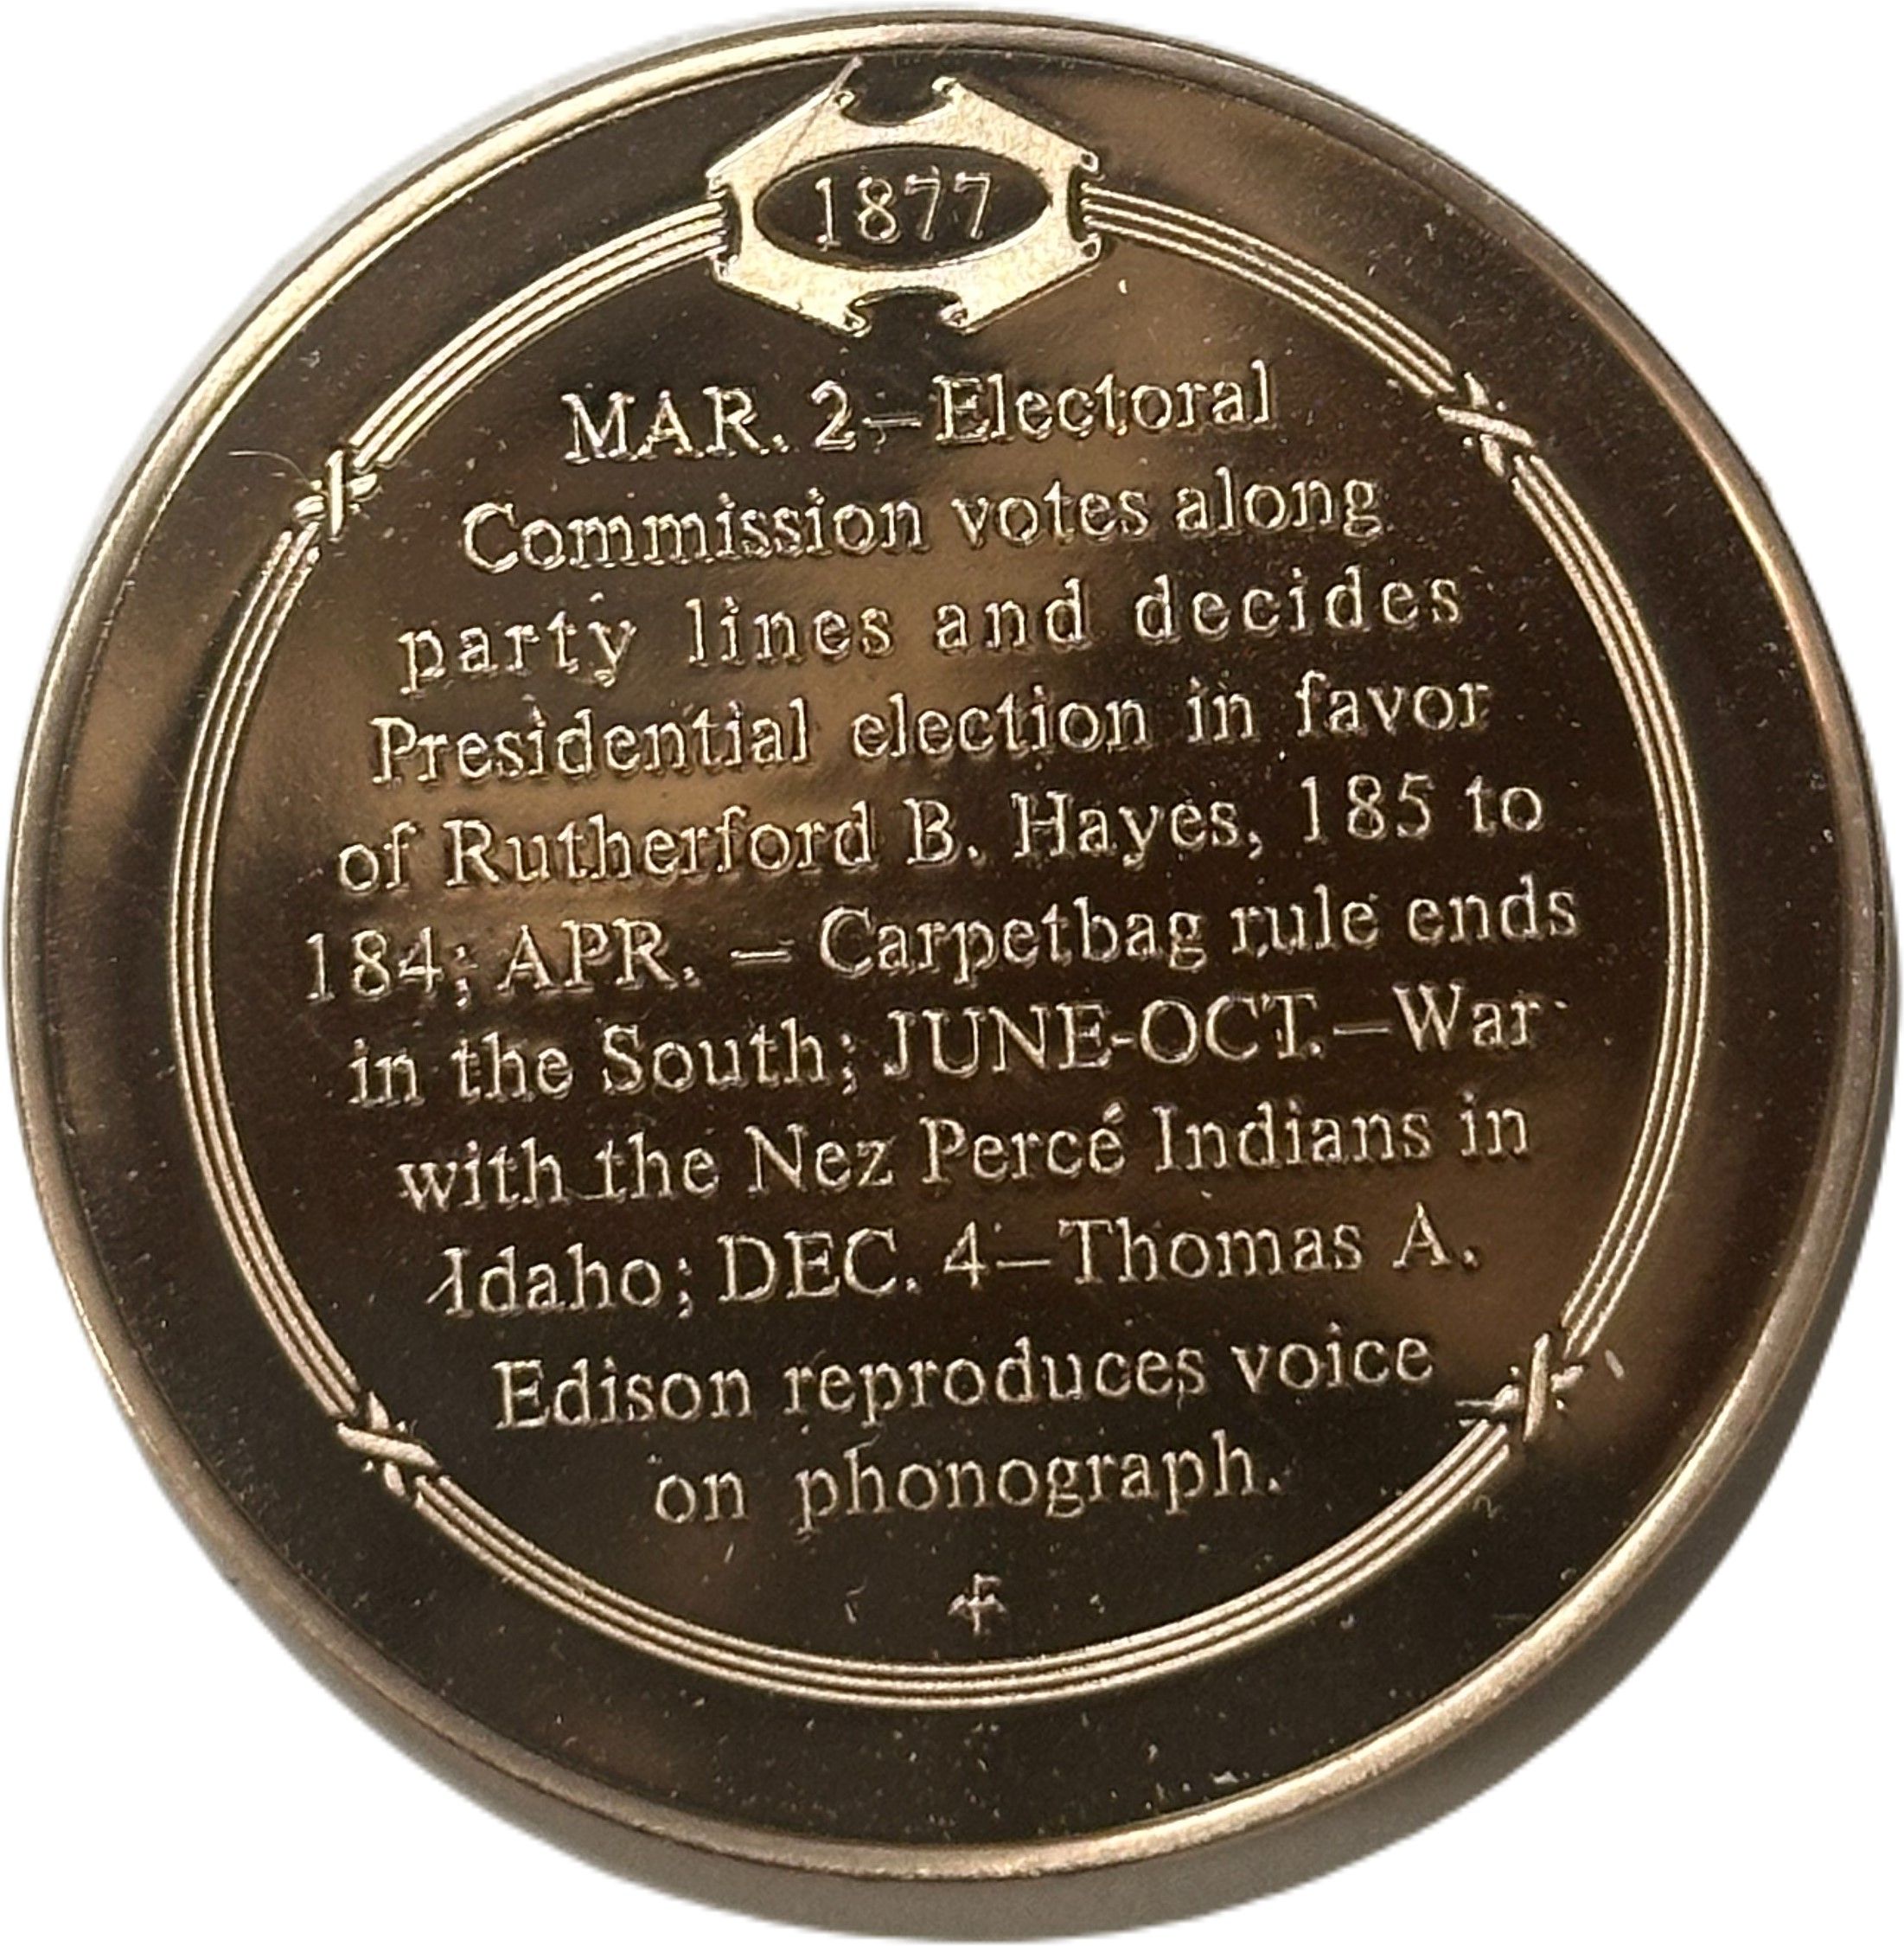 1877
MAR. 2–Electoral
Commission votes along
party lines and decides
Presidential election in favor
of Rutherford B. Hayes, 185 to
184; APR. – Carpetbag rule ends
in the South; JUNE-OCT.–War
with the Nez Percé Indians in
Idaho; DEC. 4–Thomas A.
Edison reproduces voice
on phonograph.